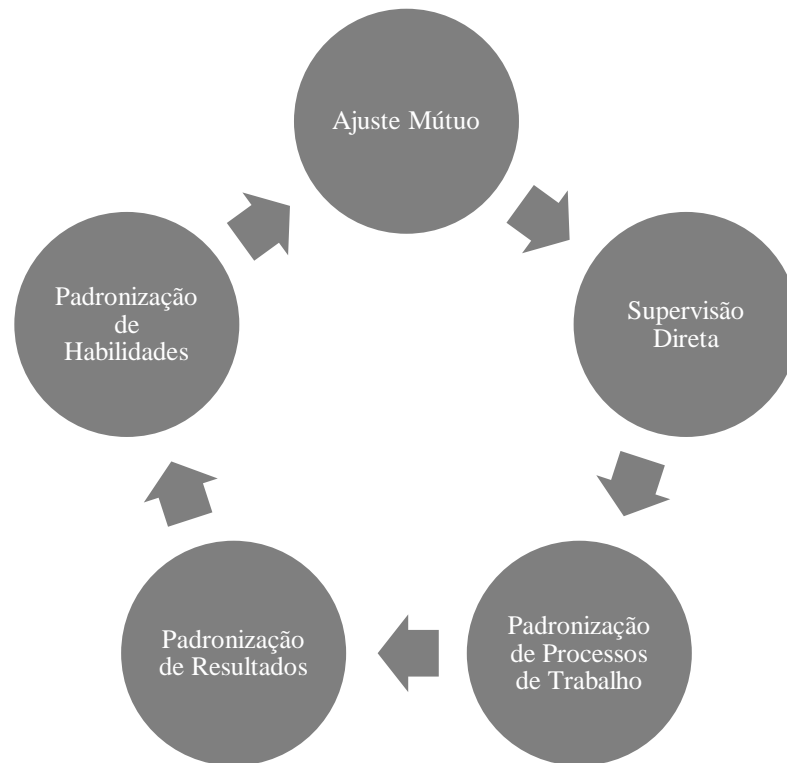 Ajuste Mútuo
Supervisão
Direta
Padronização
de Processos
de Trabalho
Padronização
de Resultados
Padronização
de
Habilidades